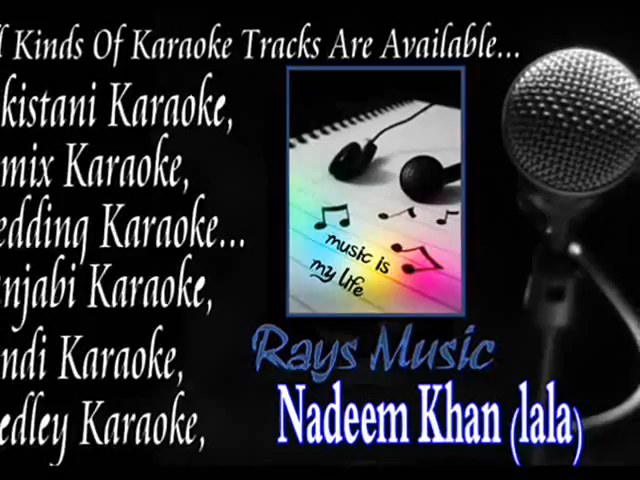 l Kinds Of Karaoke Tracks Are Available...
kistani Karaoke,
mix Karaoke,
edding Karaoke...
njabi Karaoke,
ndi Karaoke,
edley Karaoke,
music is
my life
Rays Music
Nadeem Khan (lala)